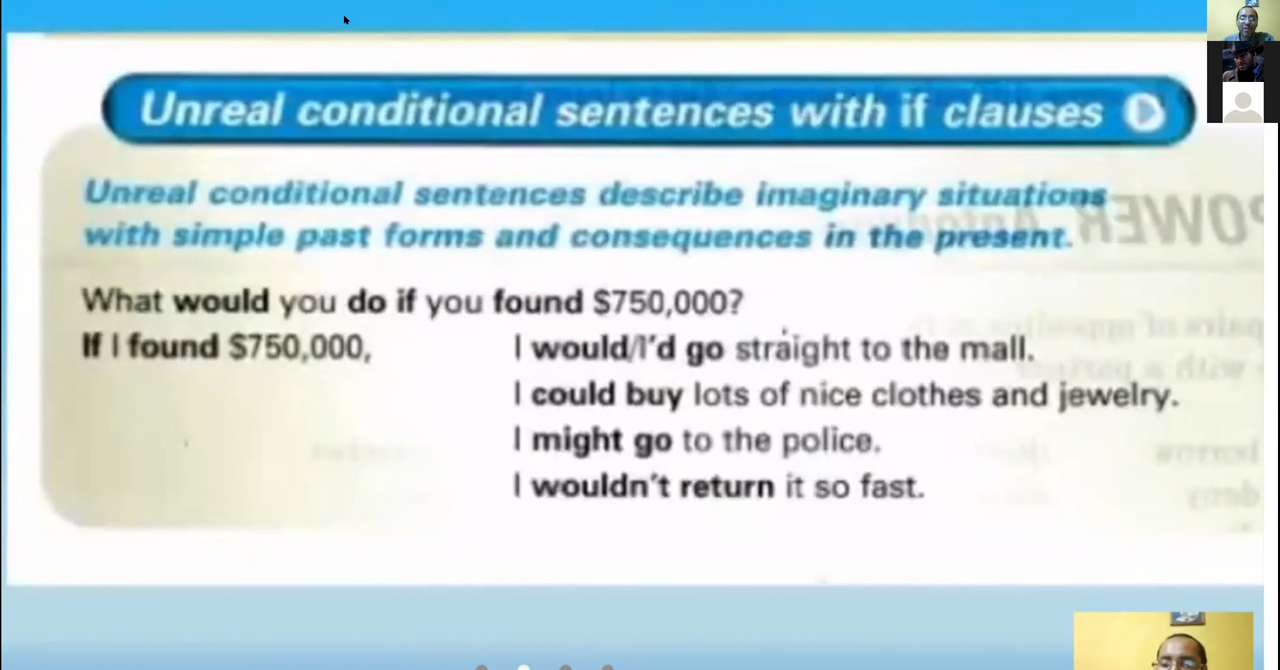 Unreal conditional sentences with if clauses
Unreal conditional sentences describe imaginary situations
with simple past forms and consequences in the present.
What would you do if you found $750,000?
If I found $750,000,
I would/I'd go straight to the mall.
I could buy lots of nice clothes and jewelry.
I might go to the police.
I wouldn't return it so fast.